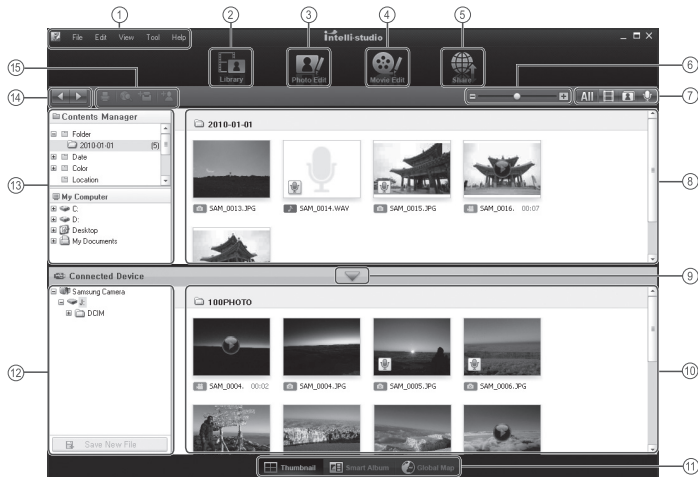 1 2 3 4 5
File Edit View Tool Help
intelli-studio
Library
Photo Edit
Movie Edit
Share
15
6
14
All
7
Contents Manager
Folder
2010-01-01 (5)
Date
Color
Location
13
My Computer
C:
D:
Desktop
My Documents
2010-01-01
SAM_0013.JPG
SAM_0014.WAV
SAM_0015.JPG
SAM_0016. 00:07
8
Connected Device
9
Samsung Camera
J:
DCIM
12
Save New File
100PHOTO
SAM_0004. 00:02
SAM_0004.JPG
SAM_0005.JPG
SAM_0006.JPG
10
Thumbnail
Smart Album
Global Map
11